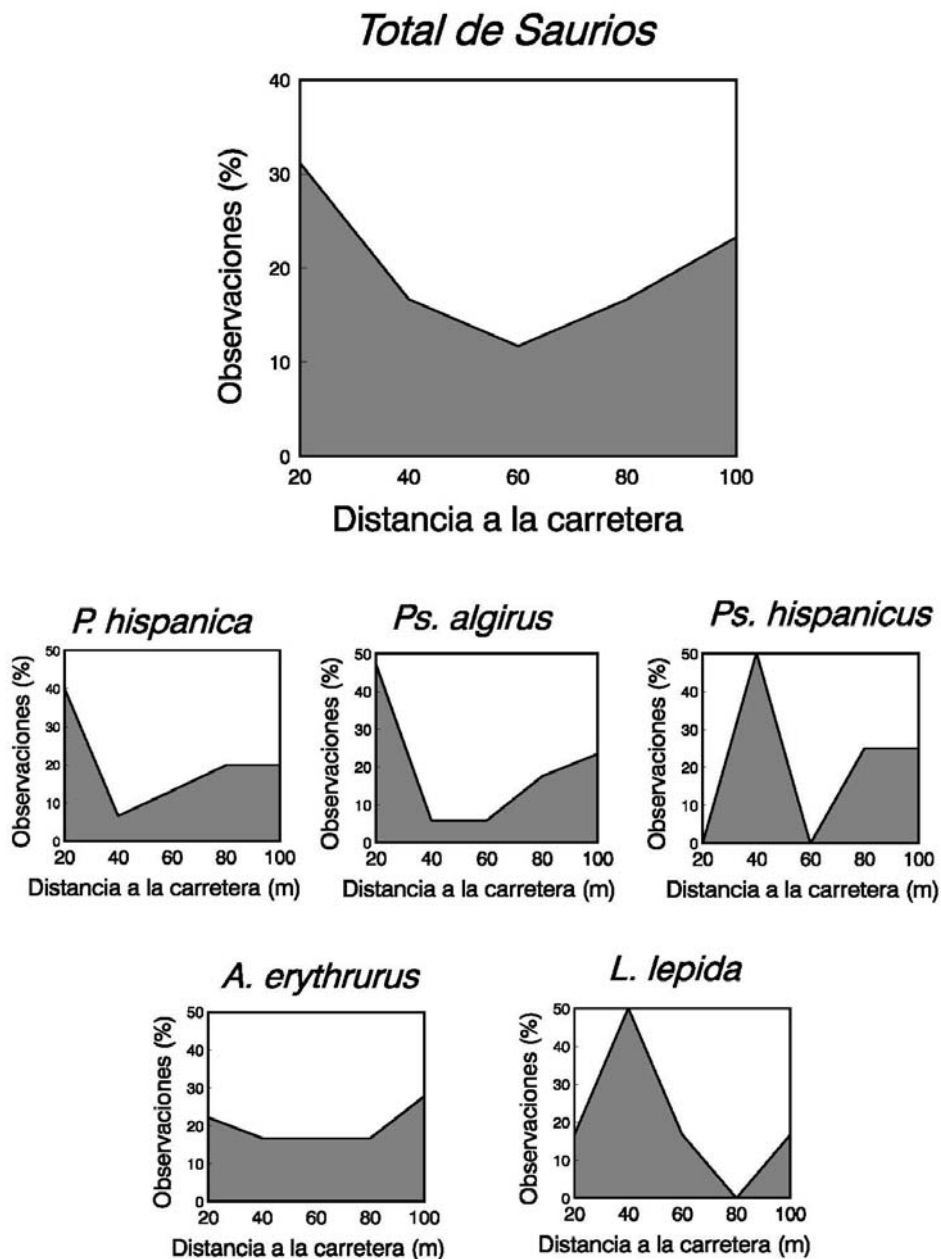 Total de Saurios
Observaciones (%)
40
30
20
10
0
20 40 60 80 100
Distancia a la carretera
P. hispanica
Observaciones (%)
50
40
30
20
10
0
20 40 60 80 100
Distancia a la carretera (m)
Ps. algirus
Observaciones (%)
50
40
30
20
10
0
20 40 60 80 100
Distancia a la carretera (m)
Ps. hispanicus
Observaciones (%)
50
40
30
20
10
0
20 40 60 80 100
Distancia a la carretera (m)
A. erythrurus
Observaciones (%)
50
40
30
20
10
0
20 40 60 80 100
Distancia a la carretera (m)
L. lepida
Observaciones (%)
50
40
30
20
10
0
20 40 60 80 100
Distancia a la carretera (m)